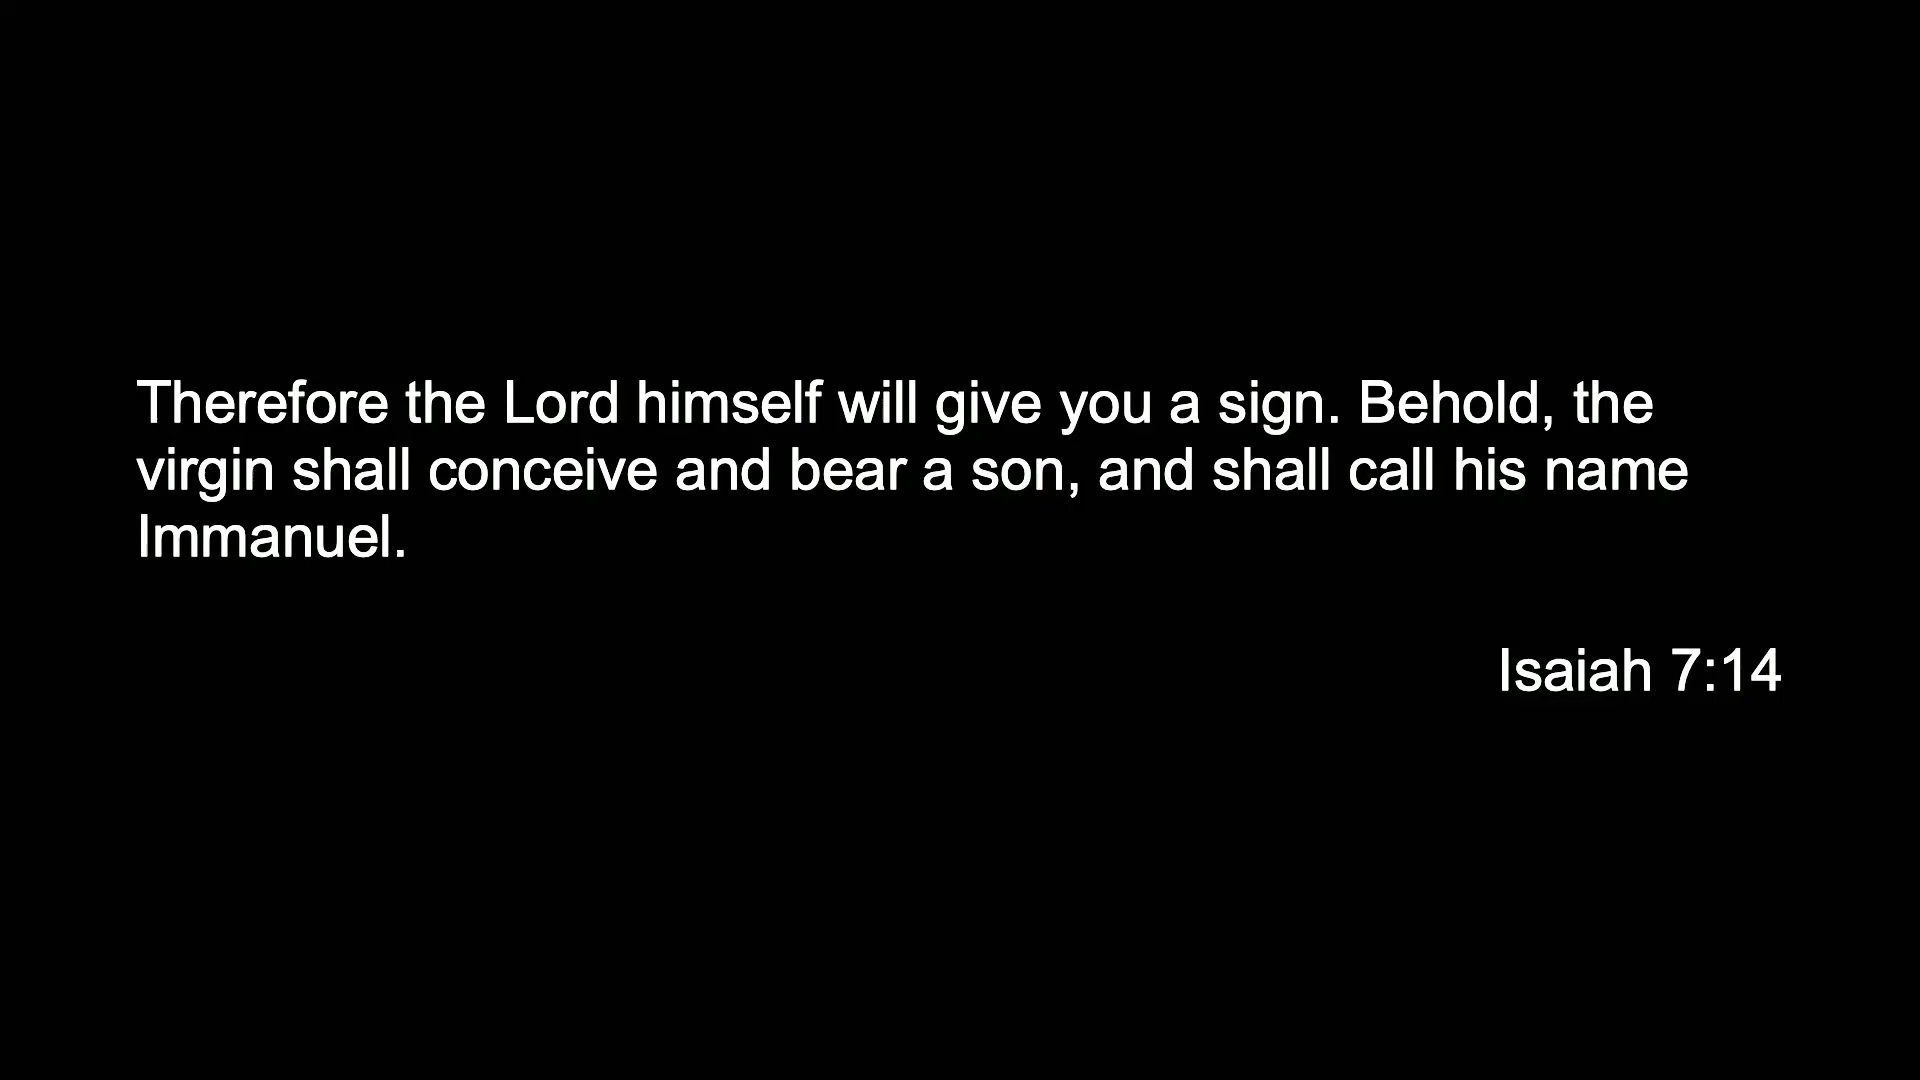 Therefore the Lord himself will give you a sign. Behold, the
virgin shall conceive and bear a son, and shall call his name
Immanuel.
Isaiah 7:14